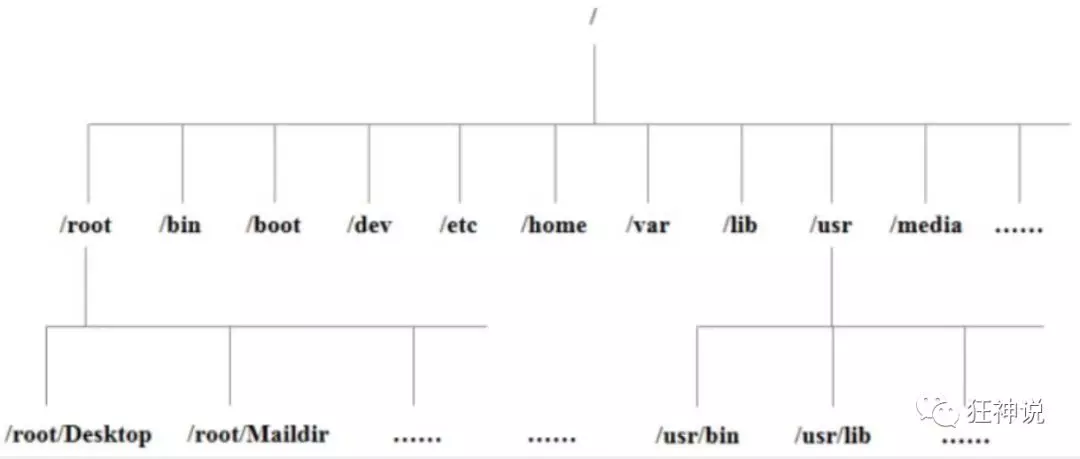 /
/root /bin /boot /dev /etc /home /var /lib /usr /media ……
/root/Desktop /root/Maildir …… …… /usr/bin /usr/lib ……
狂神说